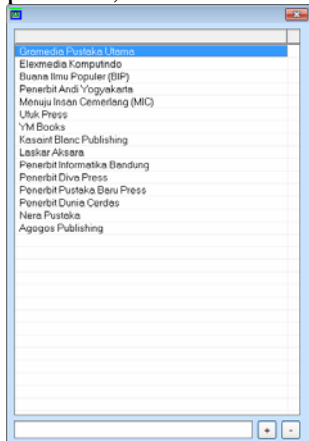 Gramedia Pustaka Utama
Elexmedia Komputindo
Buana Ilmu Populer (BIP)
Penerbit Andi Yogyakarta
Menuju Insan Cemerlang (MIC)
Ufuk Press
YM Books
Kasaint Blanc Publishing
Laskar Aksara
Penerbit Informatika Bandung
Penerbit Diva Press
Penerbit Pustaka Baru Press
Penerbit Dunia Cerdas
Nera Pustaka
Agogos Publishing
+ -